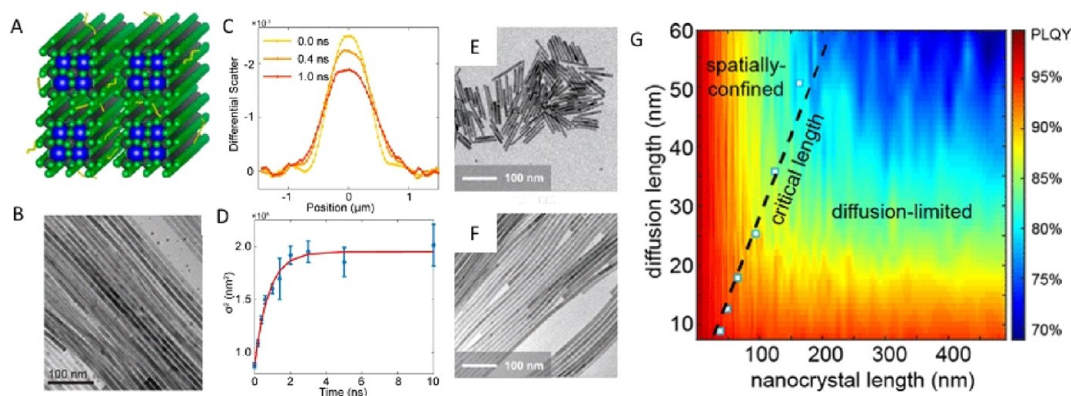 A
B
100 nm
C
×10⁻³
0.0 ns
0.4 ns
1.0 ns
Differential Scatter
-2
-1
0
-1 0 1
Position (µm)
D
σ² (nm²)
2.0
1.5
1.0
0 2 4 6 8 10
Time (ns)
E
100 nm
F
100 nm
G
diffusion length (nm)
60
50
40
30
20
10
spatially-
confined
critical length
diffusion-limited
100 200 300 400
nanocrystal length (nm)
PLQY
95%
90%
85%
80%
75%
70%